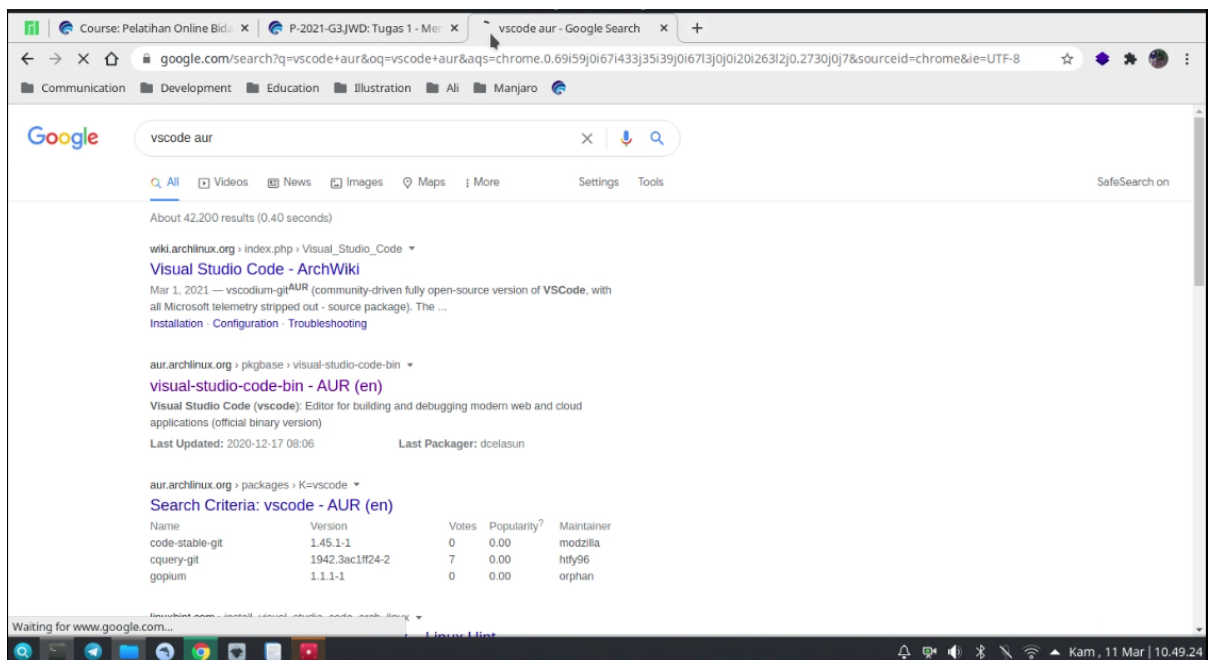 Course: Pelatihan Online Bida
P-2021-G3.JWD: Tugas 1 - Mer
vscode aur - Google Search
google.com/search?q=vscode+aur&oq=vscode+aur&aqs=chrome.0.69i59j0i67i433j35i39j0i67l3j0j0i20i263l2j0.2730j0j7&sourceid=chrome&ie=UTF-8
Communication Development Education Illustration Ali Manjaro
Google vscode aur
All Videos News Images Maps More Settings Tools SafeSearch on
About 42,200 results (0.40 seconds)
wiki.archlinux.org › index.php › Visual_Studio_Code
Visual Studio Code - ArchWiki
Mar 1, 2021 — vscodium-gitAUR (community-driven fully open-source version of VSCode, with
all Microsoft telemetry stripped out - source package). The ...
Installation · Configuration · Troubleshooting
aur.archlinux.org › pkgbase › visual-studio-code-bin
visual-studio-code-bin - AUR (en)
Visual Studio Code (vscode): Editor for building and debugging modern web and cloud
applications (official binary version)
Last Updated: 2020-12-17 08:06 Last Packager: dcelasun
aur.archlinux.org › packages › K=vscode
Search Criteria: vscode - AUR (en)
Name Version Votes Popularity? Maintainer
code-stable-git 1.45.1-1 0 0.00 modzilla
cquery-git 1942.3ac1ff24-2 7 0.00 htfy96
gopium 1.1.1-1 0 0.00 orphan
Waiting for www.google.com...
Linux Hint
Kam , 11 Mar | 10.49.24